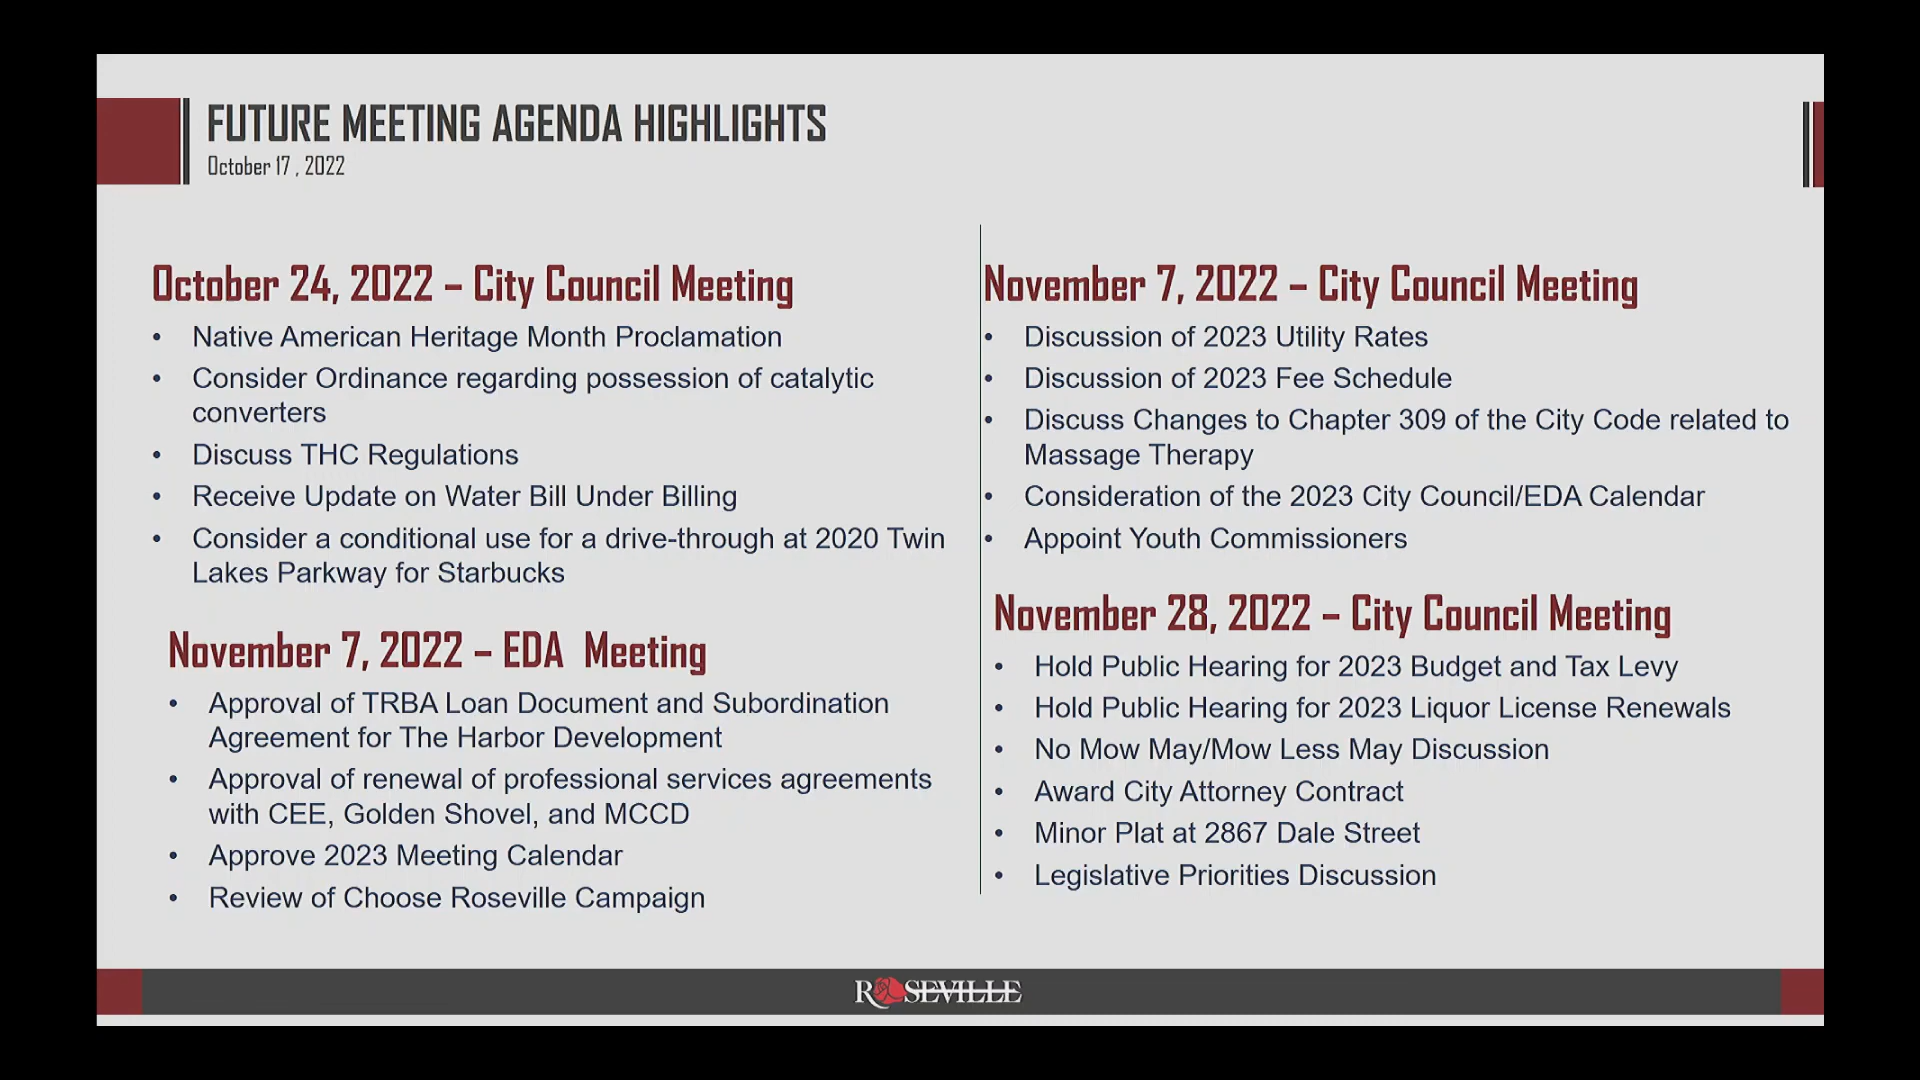 FUTURE MEETING AGENDA HIGHLIGHTS
October 17 , 2022
October 24, 2022 – City Council Meeting
• Native American Heritage Month Proclamation
• Consider Ordinance regarding possession of catalytic
converters
• Discuss THC Regulations
• Receive Update on Water Bill Under Billing
• Consider a conditional use for a drive-through at 2020 Twin
Lakes Parkway for Starbucks
November 7, 2022 – EDA  Meeting
• Approval of TRBA Loan Document and Subordination
Agreement for The Harbor Development
• Approval of renewal of professional services agreements
with CEE, Golden Shovel, and MCCD
• Approve 2023 Meeting Calendar
• Review of Choose Roseville Campaign
November 7, 2022 – City Council Meeting
• Discussion of 2023 Utility Rates
• Discussion of 2023 Fee Schedule
• Discuss Changes to Chapter 309 of the City Code related to
Massage Therapy
• Consideration of the 2023 City Council/EDA Calendar
• Appoint Youth Commissioners
November 28, 2022 – City Council Meeting
• Hold Public Hearing for 2023 Budget and Tax Levy
• Hold Public Hearing for 2023 Liquor License Renewals
• No Mow May/Mow Less May Discussion
• Award City Attorney Contract
• Minor Plat at 2867 Dale Street
• Legislative Priorities Discussion
ROSEVILLE